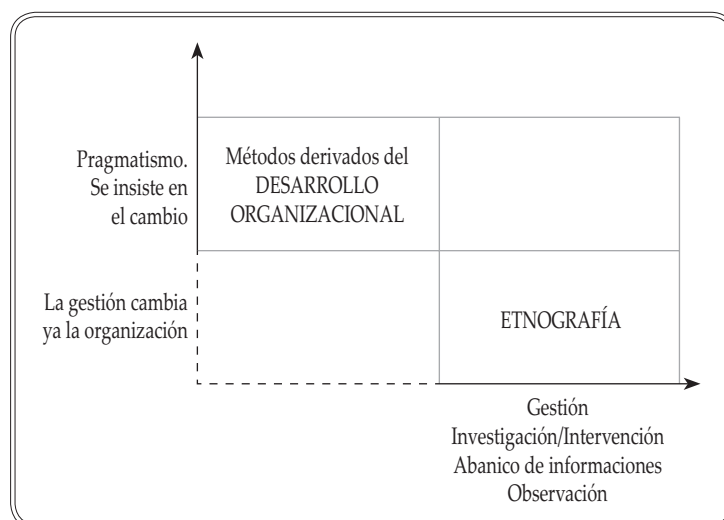 Pragmatismo.
Se insiste en
el cambio
Métodos derivados del
DESARROLLO
ORGANIZACIONAL
La gestión cambia
ya la organización
ETNOGRAFÍA
Gestión
Investigación/Intervención
Abanico de informaciones
Observación